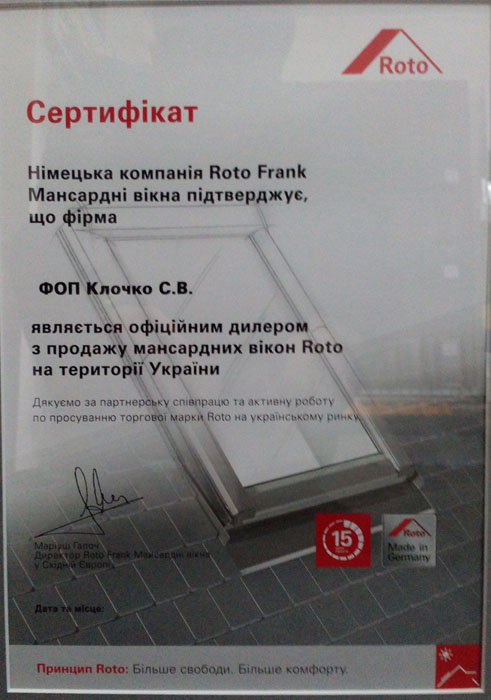 Roto
Сертифікат
Німецька компанія Roto Frank
Мансардні вікна підтверджує,
що фірма
ФОП Клочко С.В.
являється офіційним дилером
з продажу мансардних вікон Roto
на території України
Дякуємо за партнерську співпрацю та активну роботу
по просуванню торгової марки Roto на українському ринку
Маріуш Галоч
Директор Roto Frank Мансардні вікна
у Східній Європі
15
Roto
Made in
Germany
Дата та місце:
Принцип Roto: Більше свободи. Більше комфорту.